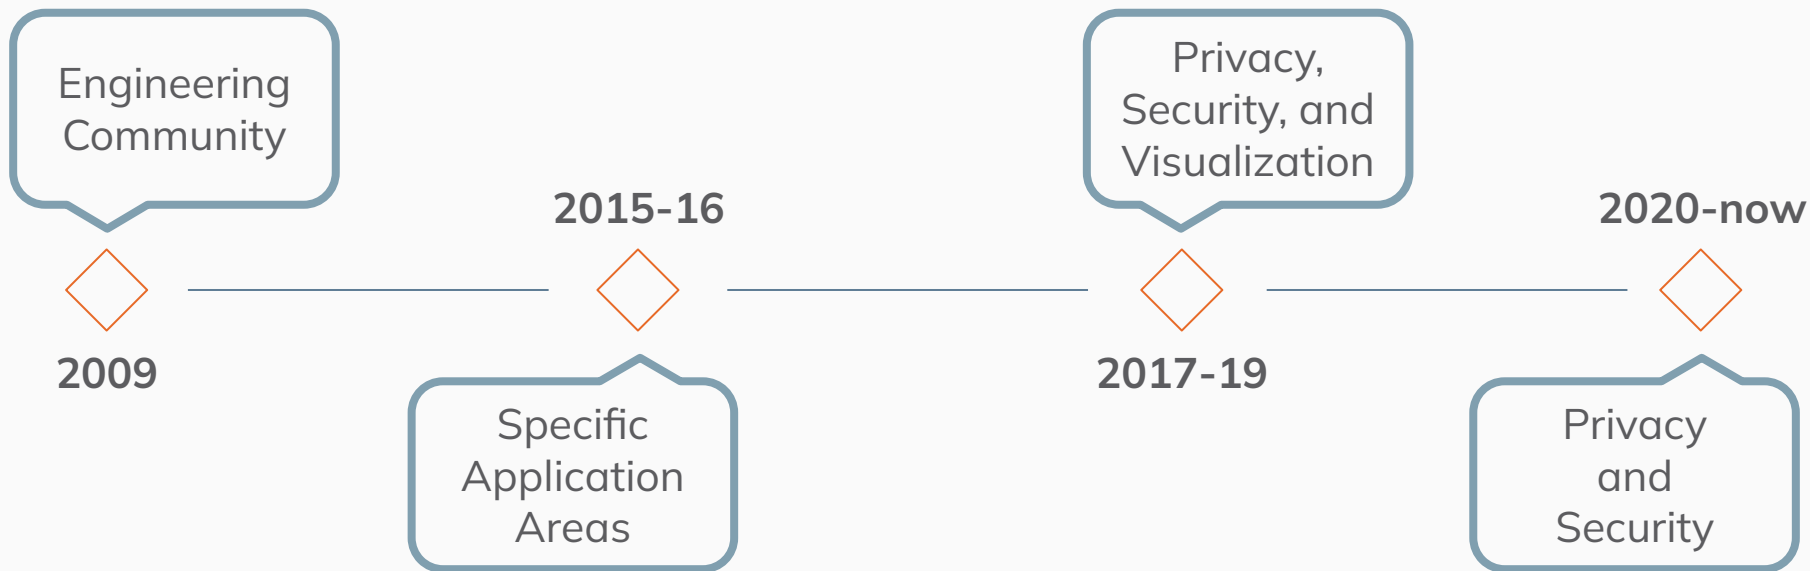 Engineering
Community
2009
2015-16
Specific
Application
Areas
Privacy,
Security, and
Visualization
2017-19
2020-now
Privacy
and
Security